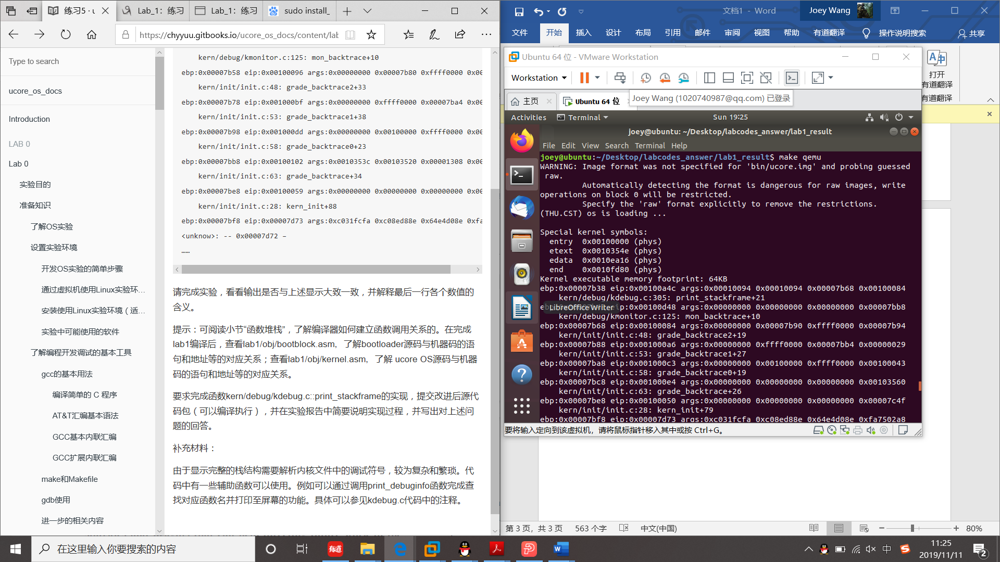 练习5 · u
Lab_1：练习
Lab_1：练习
sudo install_
https://chyyuu.gitbooks.io/ucore_os_docs/content/lab
Type to search
ucore_os_docs
Introduction
LAB 0
Lab 0
实验目的
准备知识
了解OS实验
设置实验环境
开发OS实验的简单步骤
通过虚拟机使用Linux实验环…
安装使用Linux实验环境（适…
实验中可能使用的软件
了解编程开发调试的基本工具
gcc的基本用法
编译简单的 C 程序
AT&T汇编基本语法
GCC基本内联汇编
GCC扩展内联汇编
make和Makefile
gdb使用
进一步的相关内容
kern/debug/kmonitor.c:125: mon_backtrace+10
ebp:0x00007b58 eip:0x00100096 args:0x00000000 0x00007b80 0xffff0000 0x00
kern/init/init.c:48: grade_backtrace2+33
ebp:0x00007b78 eip:0x001000bf args:0x00000000 0xffff0000 0x00007ba4 0x00
kern/init/init.c:53: grade_backtrace1+38
ebp:0x00007b98 eip:0x001000dd args:0x00000000 0x00100000 0xffff0000 0x00
kern/init/init.c:58: grade_backtrace0+23
ebp:0x00007bb8 eip:0x00100102 args:0x0010353c 0x00103520 0x00001308 0x00
kern/init/init.c:63: grade_backtrace+34
ebp:0x00007be8 eip:0x00100059 args:0x00000000 0x00000000 0x00000000 0x00
kern/init/init.c:28: kern_init+88
ebp:0x00007bf8 eip:0x00007d73 args:0xc031fcfa 0xc08ed88e 0x64e4d08e 0xfa
<unknow>: -- 0x00007d72 –
……
请完成实验，看看输出是否与上述显示大致一致，并解释最后一行各个数值的
含义。
提示：可阅读小节“函数堆栈”，了解编译器如何建立函数调用关系的。在完成
lab1编译后，查看lab1/obj/bootblock.asm，了解bootloader源码与机器码的语
句和地址等的对应关系；查看lab1/obj/kernel.asm，了解 ucore OS源码与机器
码的语句和地址等的对应关系。
要求完成函数kern/debug/kdebug.c::print_stackframe的实现，提交改进后源代
码包（可以编译执行），并在实验报告中简要说明实现过程，并写出对上述问
题的回答。
补充材料：
由于显示完整的栈结构需要解析内核文件中的调试符号，较为复杂和繁琐。代
码中有一些辅助函数可以使用。例如可以通过调用print_debuginfo函数完成查
找对应函数名并打印至屏幕的功能。具体可以参见kdebug.c代码中的注释。
文档1 - Word
Joey Wang
文件 开始 插入 设计 布局 引用 邮件 审阅 视图 帮助 有道翻译 操作说明搜索 共享
打开
有道翻译
有道翻译
Ubuntu 64 位 - VMware Workstation
Workstation
主页
Ubuntu 64 位
Joey Wang (1020740987@qq.com) 已登录
Activities Terminal Sun 19:25
joey@ubuntu: ~/Desktop/labcodes_answer/lab1_result
File Edit View Search Terminal Help
joey@ubuntu:~/Desktop/labcodes_answer/lab1_result$ make qemu
WARNING: Image format was not specified for 'bin/ucore.img' and probing guessed
raw.
Automatically detecting the format is dangerous for raw images, write
operations on block 0 will be restricted.
Specify the 'raw' format explicitly to remove the restrictions.
(THU.CST) os is loading ...
Special kernel symbols:
entry 0x00100000 (phys)
etext 0x0010354e (phys)
edata 0x0010ea16 (phys)
end 0x0010fd80 (phys)
Kernel executable memory footprint: 64KB
ebp:0x00007b38 eip:0x00100a4c args:0x00010094 0x00010094 0x00007b68 0x00100084
kern/debug/kdebug.c:305: print_stackframe+21
LibreOffice Writer
:0x00100d48 args:0x00000000 0x00000000 0x00000000 0x00007bb8
kern/debug/kmonitor.c:125: mon_backtrace+10
ebp:0x00007b68 eip:0x00100084 args:0x00000000 0x00007b90 0xffff0000 0x00007b94
kern/init/init.c:48: grade_backtrace2+19
ebp:0x00007b88 eip:0x001000a6 args:0x00000000 0xffff0000 0x00007bb4 0x00000029
kern/init/init.c:53: grade_backtrace1+27
ebp:0x00007ba8 eip:0x001000c3 args:0x00000000 0x00100000 0xffff0000 0x00100043
kern/init/init.c:58: grade_backtrace0+19
ebp:0x00007bc8 eip:0x001000e4 args:0x00000000 0x00000000 0x00000000 0x00103560
kern/init/init.c:63: grade_backtrace+26
ebp:0x00007be8 eip:0x00100050 args:0x00000000 0x00000000 0x00000000 0x00007c4f
kern/init/init.c:28: kern_init+79
ebp:0x00007bf8 eip:0x00007d73 args:0xc031fcfa 0xc08ed88e 0x64e4d08e 0xfa7502a8
要将输入定向到该虚拟机，请将鼠标指针移入其中或按 Ctrl+G。
第 3 页，共 3 页 563 个字 中文(中国) 80%
在这里输入你要搜索的内容
有道
中
11:25
2019/11/11
2